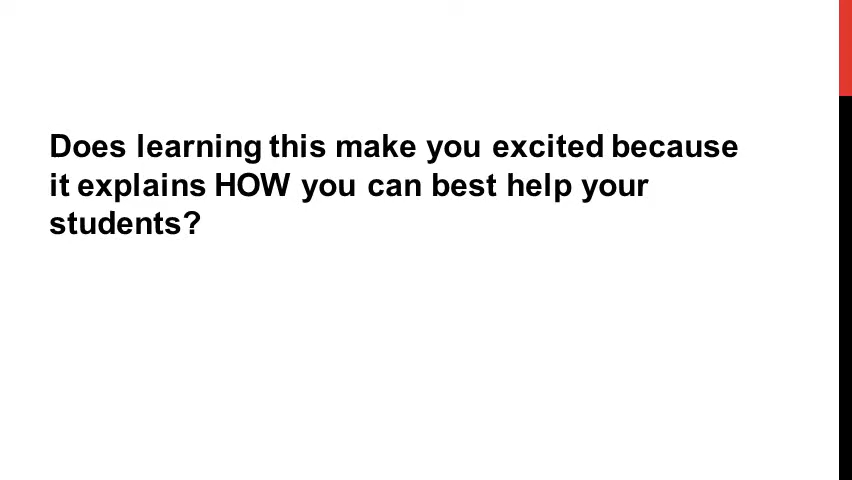 Does learning this make you excited because
it explains HOW you can best help your
students?